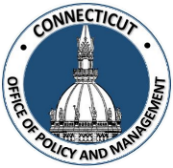 CONNECTICUT
OFFICE OF POLICY AND MANAGEMENT